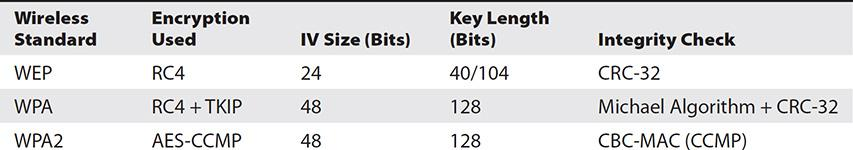 Wireless Standard Encryption Used IV Size (Bits) Key Length (Bits) Integrity Check
WEP RC4 24 40/104 CRC-32
WPA RC4 + TKIP 48 128 Michael Algorithm + CRC-32
WPA2 AES-CCMP 48 128 CBC-MAC (CCMP)